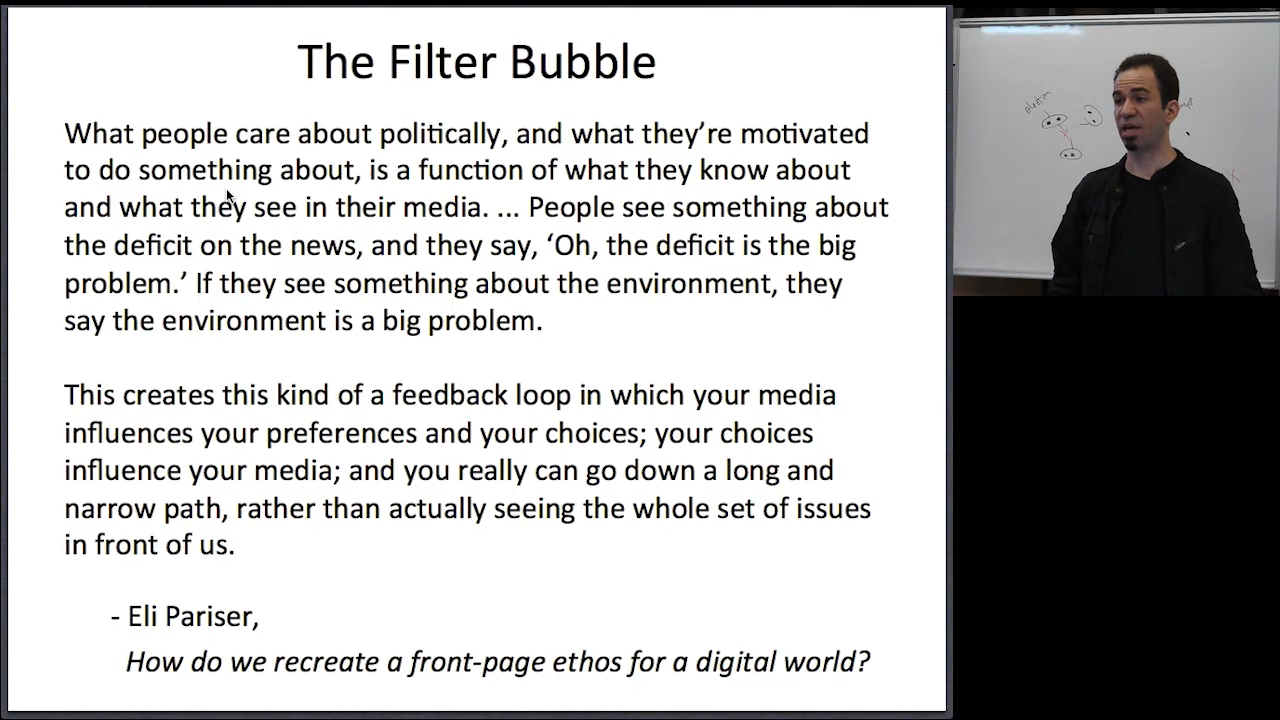 The Filter Bubble
What people care about politically, and what they’re motivated
to do something about, is a function of what they know about
and what they see in their media. ... People see something about
the deficit on the news, and they say, ‘Oh, the deficit is the big
problem.’ If they see something about the environment, they
say the environment is a big problem.
This creates this kind of a feedback loop in which your media
influences your preferences and your choices; your choices
influence your media; and you really can go down a long and
narrow path, rather than actually seeing the whole set of issues
in front of us.
- Eli Pariser,
How do we recreate a front-page ethos for a digital world?